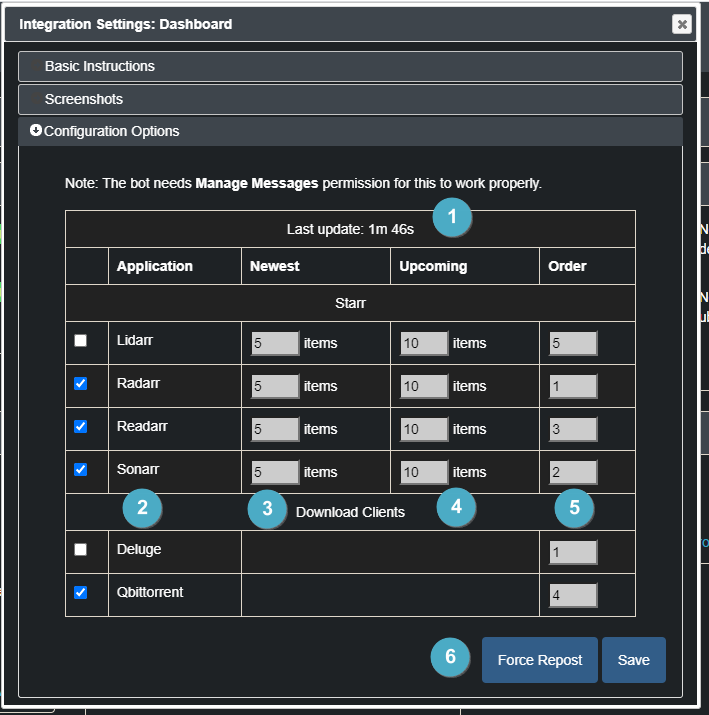 Integration Settings: Dashboard
Basic Instructions
Screenshots
Configuration Options
Note: The bot needs Manage Messages permission for this to work properly.
Last update: 1m 46s 1
Application Newest Upcoming Order
Starr
Lidarr 5 items 10 items 5
Radarr 5 items 10 items 1
Readarr 5 items 10 items 3
Sonarr 5 items 10 items 2
2 3 Download Clients 4 5
Deluge 1
Qbittorrent 4
6 Force Repost Save